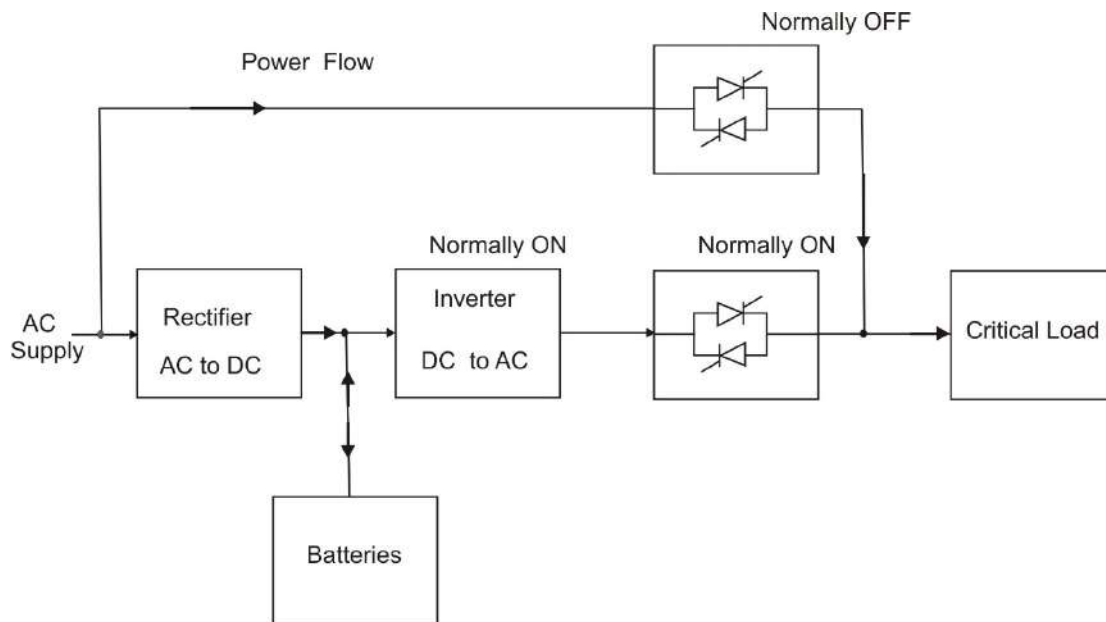 Normally OFF
Power Flow
Normally ON
Normally ON
AC
Supply
Rectifier
AC to DC
Inverter
DC to AC
Critical Load
Batteries